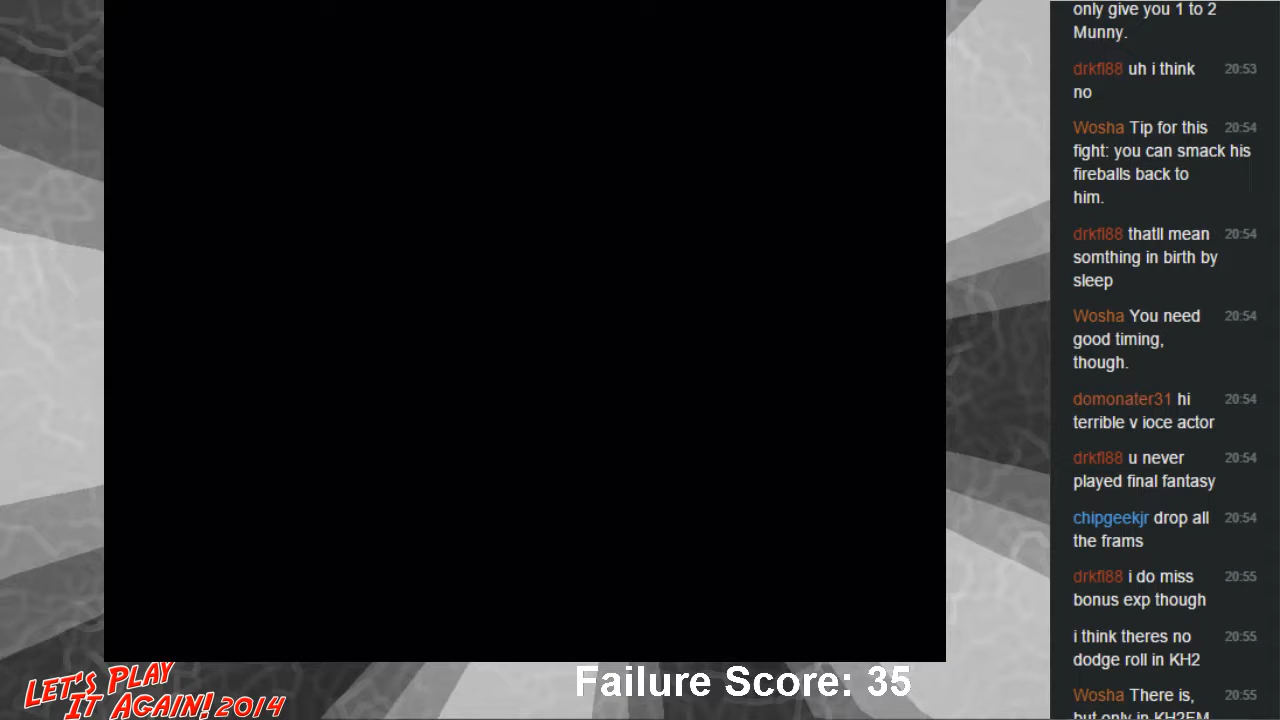 only give you 1 to 2
Munny.
drkfl88 uh i think 20:53
no
Wosha Tip for this 20:54
fight: you can smack his
fireballs back to
him.
drkfl88 thatll mean 20:54
somthing in birth by
sleep
Wosha You need 20:54
good timing,
though.
domonater31 hi 20:54
terrible v ioce actor
drkfl88 u never 20:54
played final fantasy
chipgeekjr drop all 20:54
the frams
drkfl88 i do miss 20:55
bonus exp though
i think theres no 20:55
dodge roll in KH2
Wosha There is, 20:55
but only in KH2FM
LET'S PLAY
IT AGAIN! 2014
Failure Score: 35